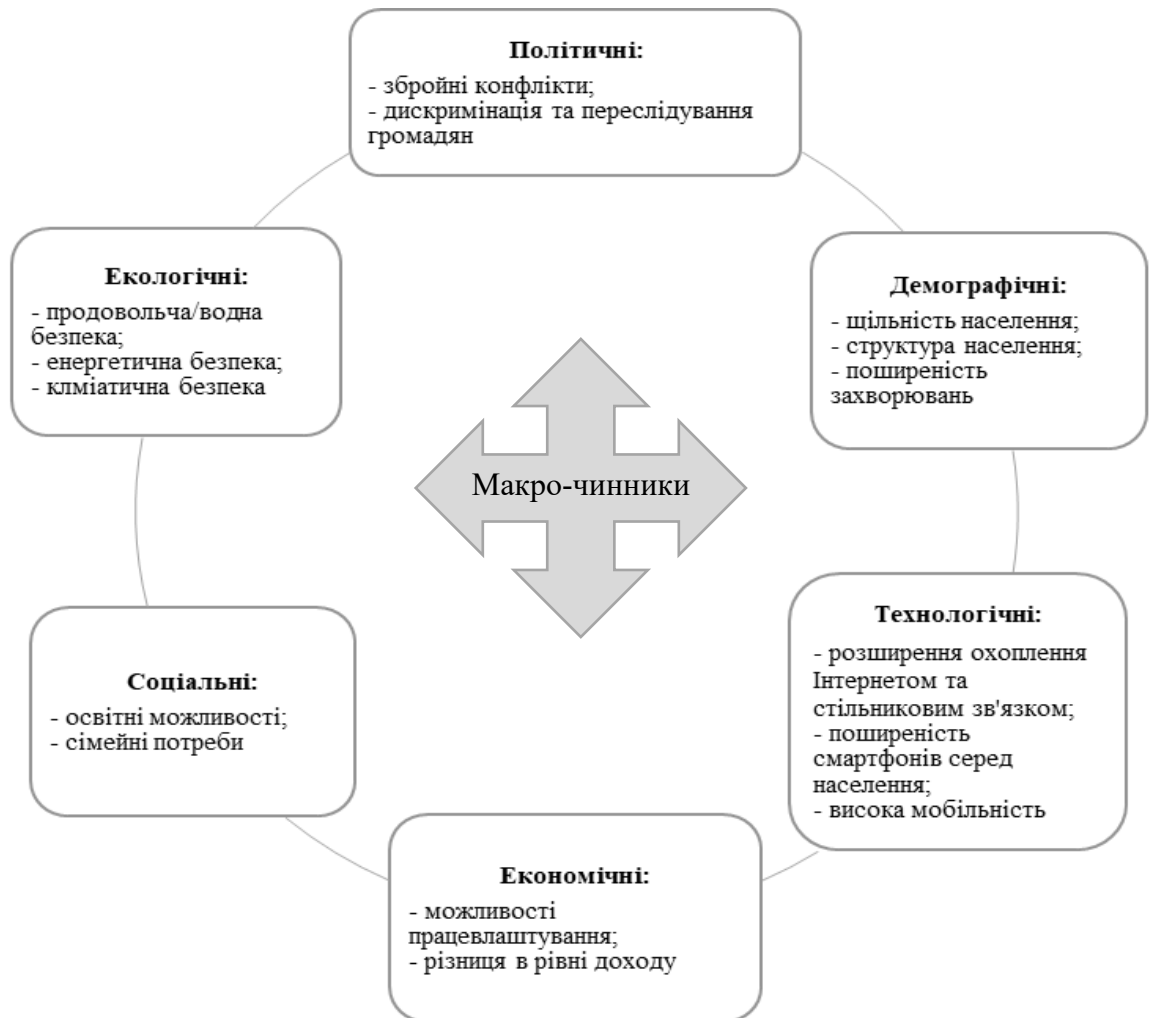 Політичні:
- збройні конфлікти;
- дискримінація та переслідування
громадян
Екологічні:
- продовольча/водна
безпека;
- енергетична безпека;
- клміатична безпека
Демографічні:
- щільність населення;
- структура населення;
- поширеність
захворювань
Макро-чинники
Соціальні:
- освітні можливості;
- сімейні потреби
Технологічні:
- розширення охоплення
Інтернетом та
стільниковим зв'язком;
- поширеність
смартфонів серед
населення;
- висока мобільність
Економічні:
- можливості
працевлаштування;
- різниця в рівні доходу